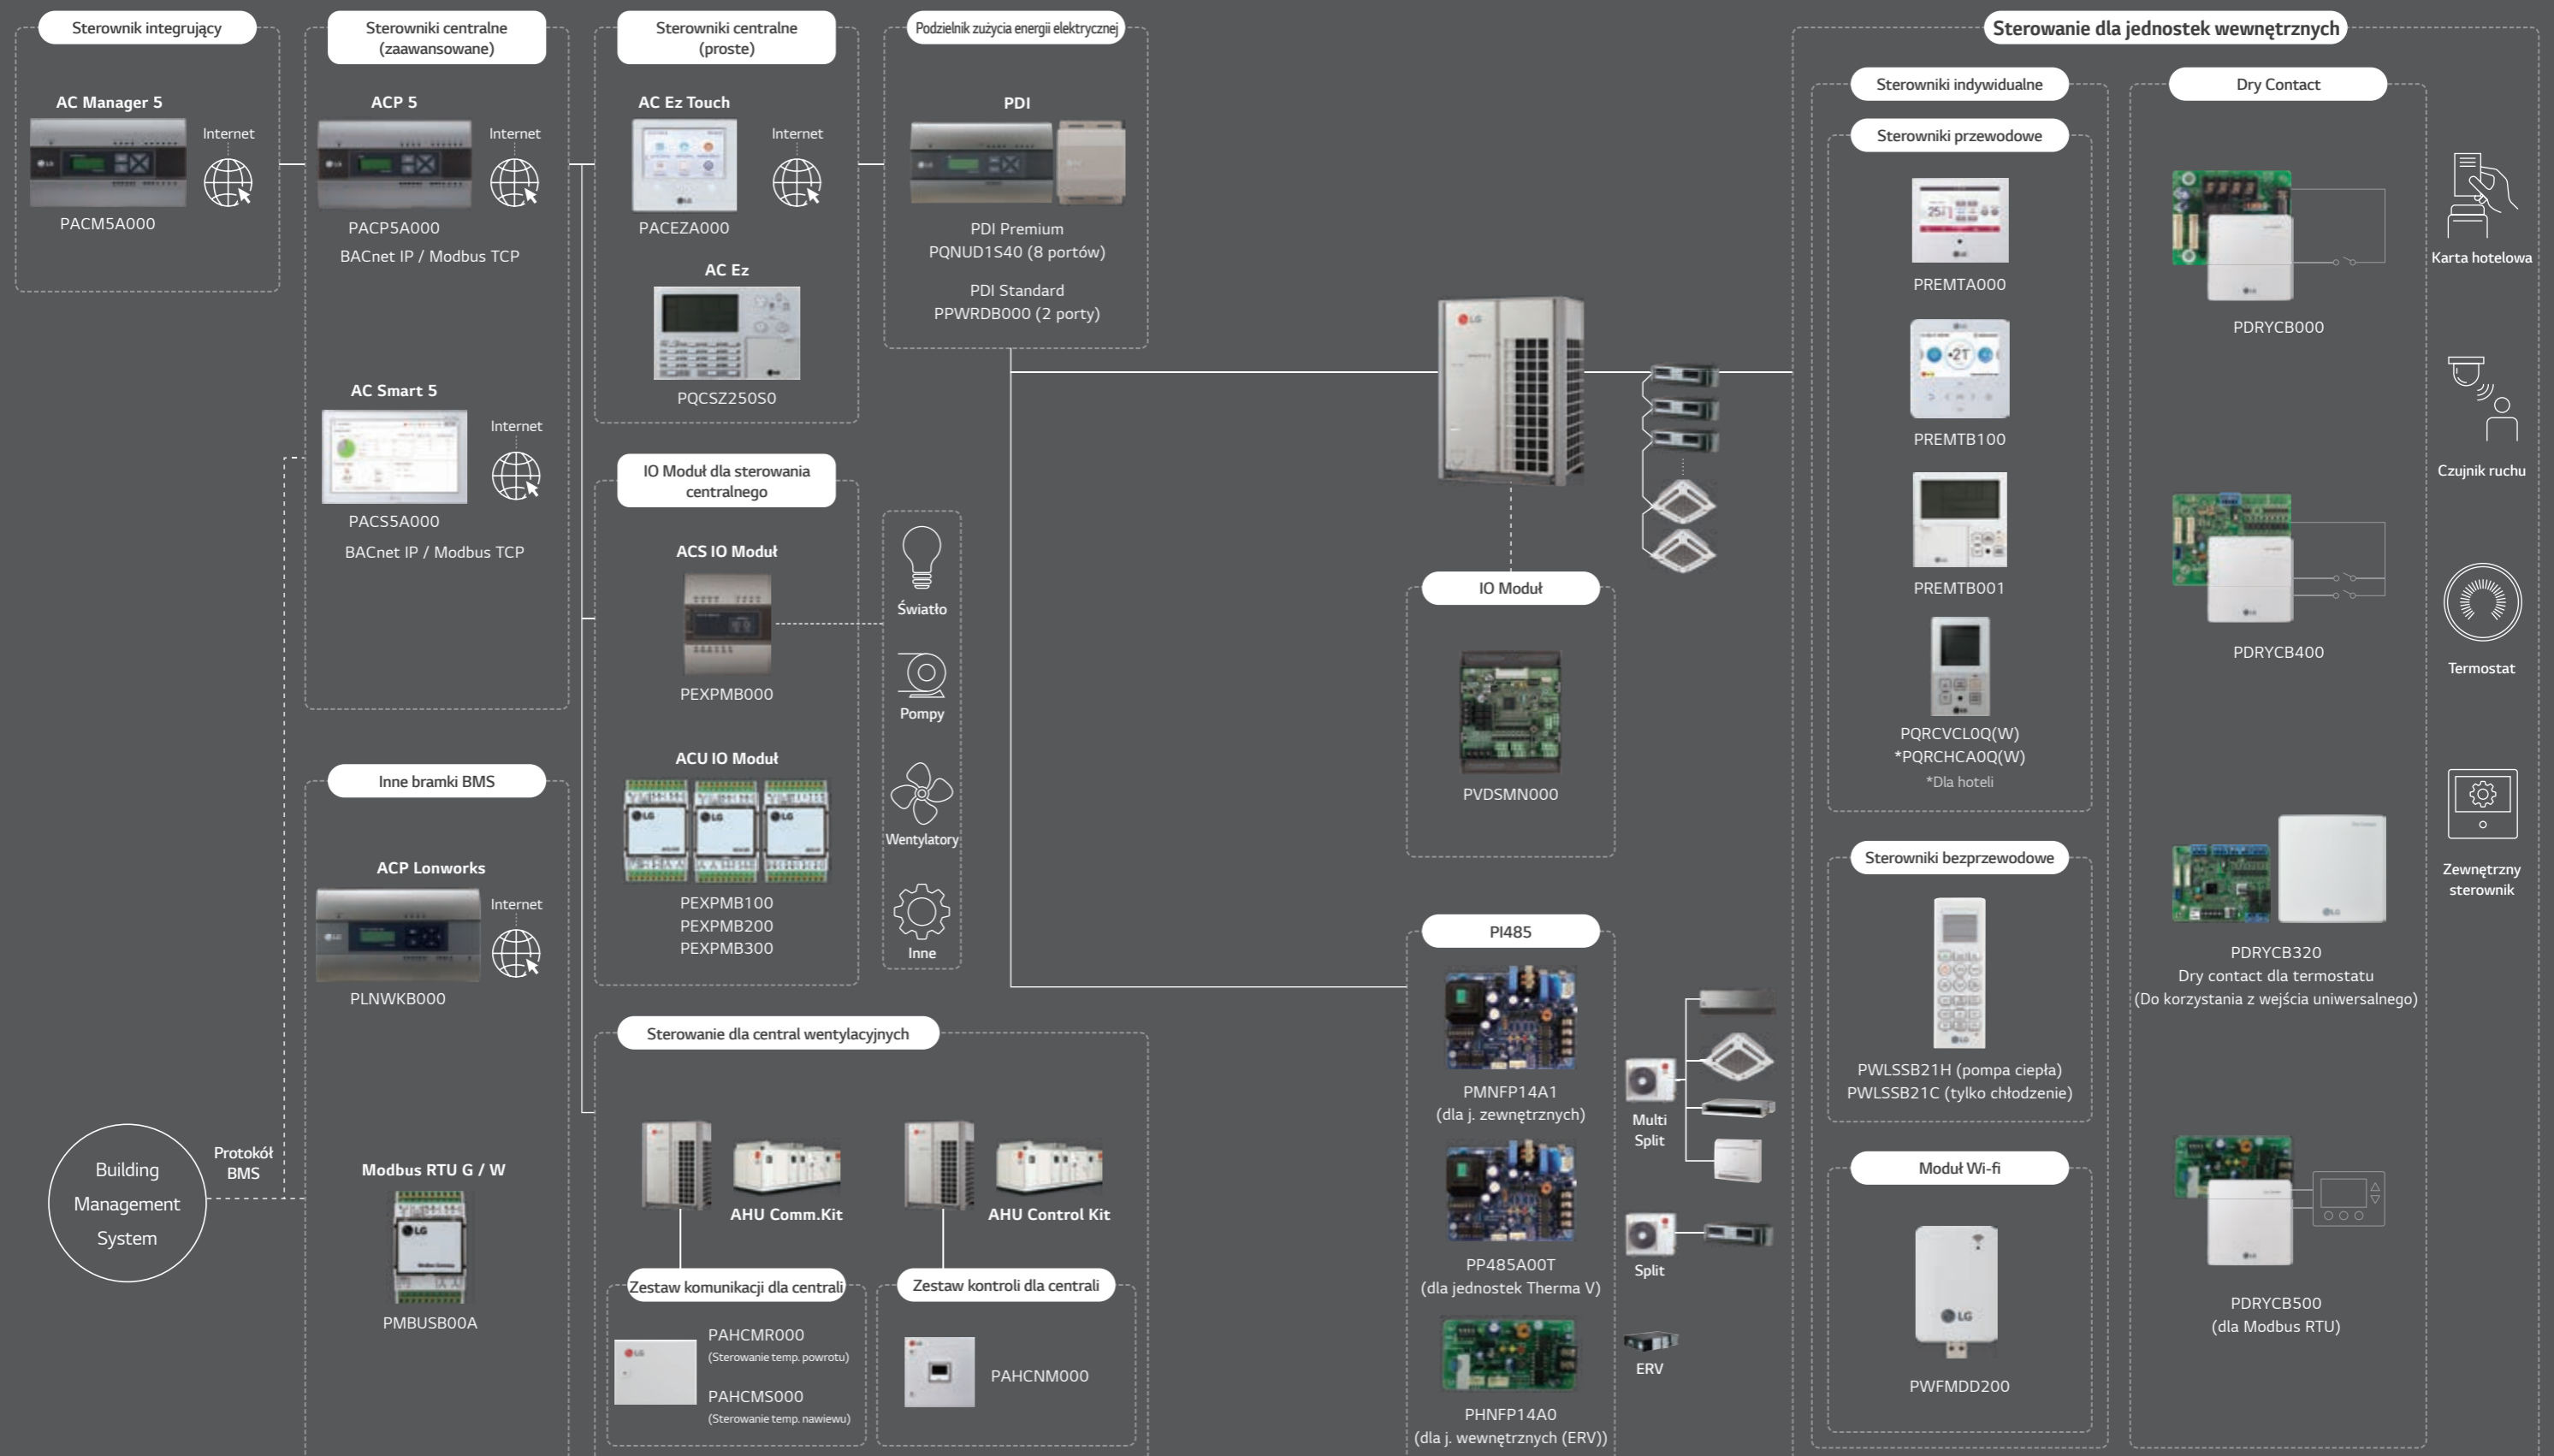 Sterownik integrujący
AC Manager 5
Internet
PACM5A000
Sterowniki centralne
(zaawansowane)
ACP 5
Internet
PACP5A000
BACnet IP / Modbus TCP
AC Smart 5
Internet
PACS5A000
BACnet IP / Modbus TCP
Inne bramki BMS
ACP Lonworks
Internet
PLNWKB000
Building
Management
System
Protokół
BMS
Modbus RTU G / W
LG
PMBUSB00A
Sterowniki centralne
(proste)
AC Ez Touch
Internet
PACEZA000
AC Ez
PQCSZ250S0
IO Moduł dla sterowania
centralnego
ACS IO Moduł
PEXPMB000
ACU IO Moduł
LG
LG
LG
PEXPMB100
PEXPMB200
PEXPMB300
Światło
Pompy
Wentylatory
Inne
Podzielnik zużycia energii elektrycznej
PDI
PDI Premium
PQNUD1S40 (8 portów)
PDI Standard
PPWRDB000 (2 porty)
Sterowanie dla central wentylacyjnych
AHU Comm.Kit
AHU Control Kit
Zestaw komunikacji dla centrali
LG
PAHCMR000
(Sterowanie temp. powrotu)
PAHCMS000
(Sterowanie temp. nawiewu)
Zestaw kontroli dla centrali
PAHCNM000
LG
IO Moduł
PVDSMN000
PI485
PMNFP14A1
(dla j. zewnętrznych)
PP485A00T
(dla jednostek Therma V)
PHNFP14A0
(dla j. wewnętrznych (ERV))
Multi
Split
Split
ERV
Sterowanie dla jednostek wewnętrznych
Sterowniki indywidualne
Sterowniki przewodowe
PREMTA000
PREMTB100
PREMTB001
PQRCVCL0Q(W)
*PQRCHCA0Q(W)
*Dla hoteli
Sterowniki bezprzewodowe
PWLSSB21H (pompa ciepła)
PWLSSB21C (tylko chłodzenie)
Moduł Wi-fi
LG
PWFMDD200
Dry Contact
PDRYCB000
PDRYCB400
PDRYCB320
Dry contact dla termostatu
(Do korzystania z wejścia uniwersalnego)
PDRYCB500
(dla Modbus RTU)
Karta hotelowa
Czujnik ruchu
Termostat
Zewnętrzny
sterownik